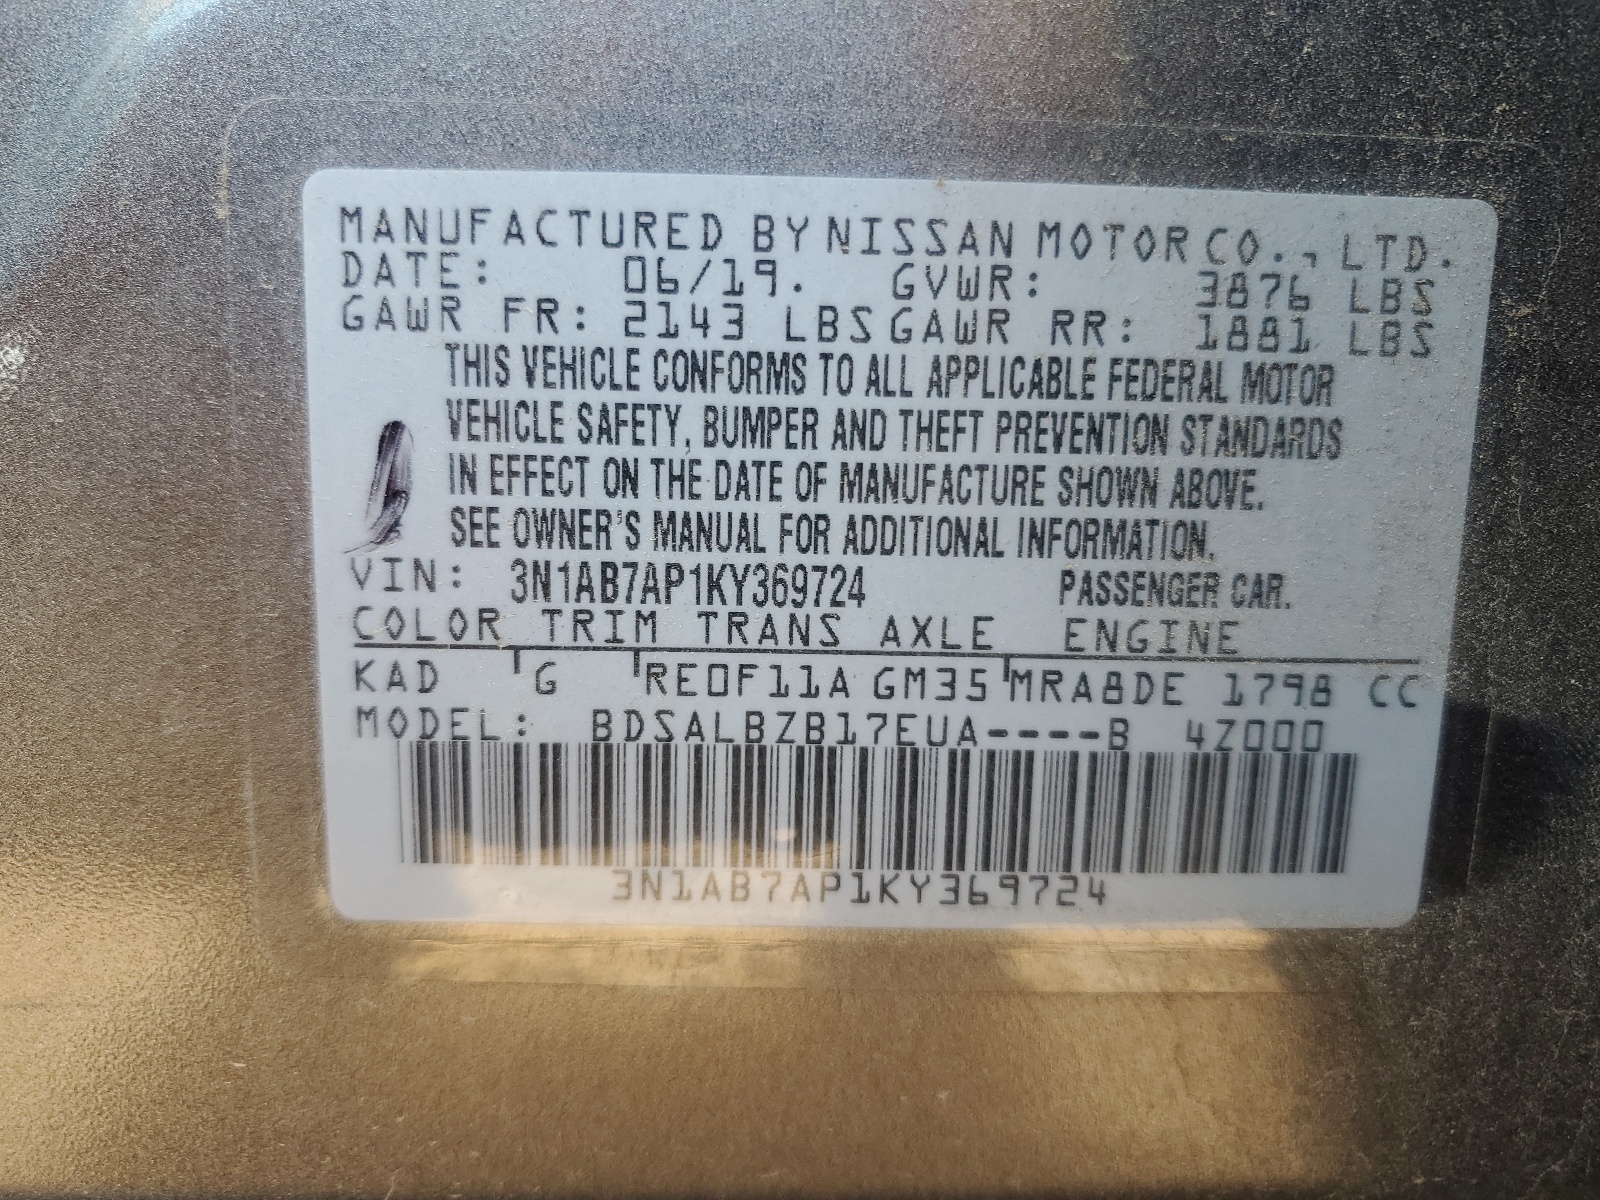 MANUFACTURED BY NISSAN MOTOR CO., LTD.
DATE: 06/19. GVWR: 3876 LBS
GAWR FR: 2143 LBS GAWR RR: 1881 LBS
THIS VEHICLE CONFORMS TO ALL APPLICABLE FEDERAL MOTOR
VEHICLE SAFETY, BUMPER AND THEFT PREVENTION STANDARDS
IN EFFECT ON THE DATE OF MANUFACTURE SHOWN ABOVE.
SEE OWNER'S MANUAL FOR ADDITIONAL INFORMATION.
VIN: 3N1AB7AP1KY369724 PASSENGER CAR.
COLOR TRIM TRANS AXLE ENGINE
KAD G RE0F11A GM35 MRA8DE 1798 CC
MODEL: BDSALBZB17EUA----B 4Z000
3N1AB7AP1KY369724